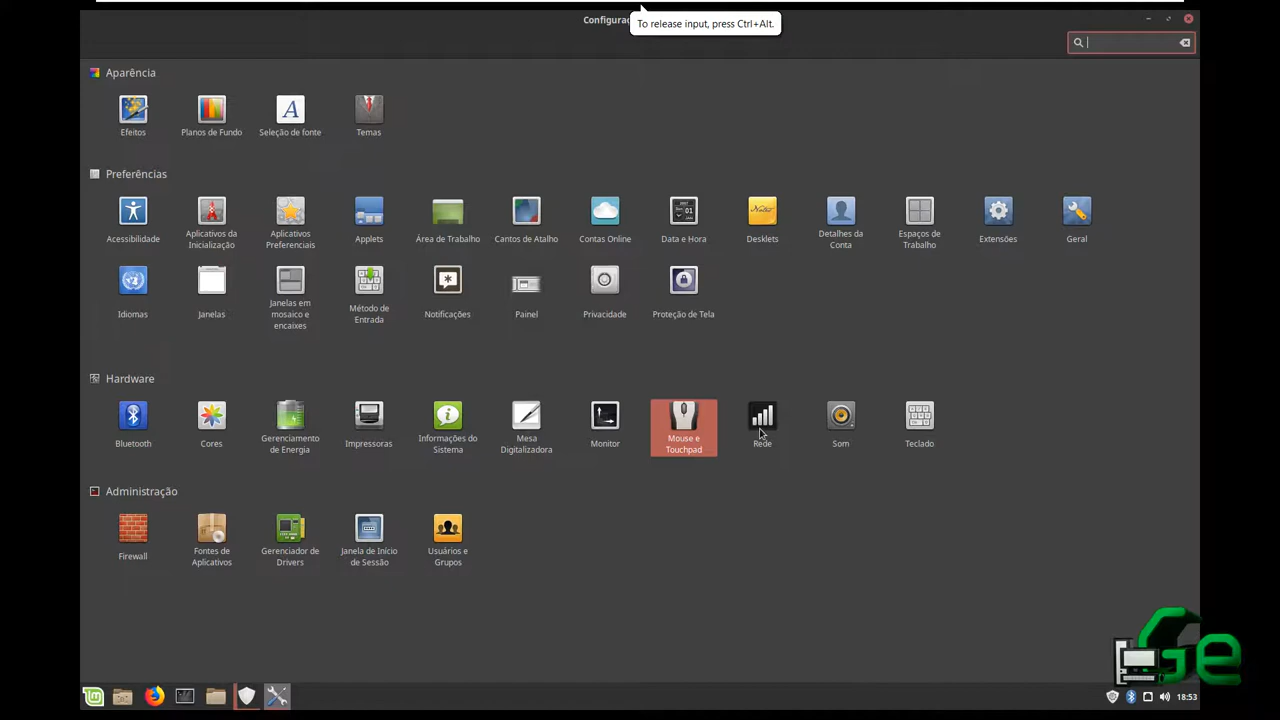 Configuraç
To release input, press Ctrl+Alt.
Aparência
Efeitos
Planos de Fundo
Seleção de fonte
Temas
Preferências
Acessibilidade
Aplicativos da
Inicialização
Aplicativos
Preferenciais
Applets
Área de Trabalho
Cantos de Atalho
Contas Online
Data e Hora
Desklets
Detalhes da
Conta
Espaços de
Trabalho
Extensões
Geral
Idiomas
Janelas
Janelas em
mosaico e
encaixes
Método de
Entrada
Notificações
Painel
Privacidade
Proteção de Tela
Hardware
Bluetooth
Cores
Gerenciamento
de Energia
Impressoras
Informações do
Sistema
Mesa
Digitalizadora
Monitor
Mouse e
Touchpad
Rede
Som
Teclado
Administração
Firewall
Fontes de
Aplicativos
Gerenciador de
Drivers
Janela de Início
de Sessão
Usuários e
Grupos
Ge
18:53